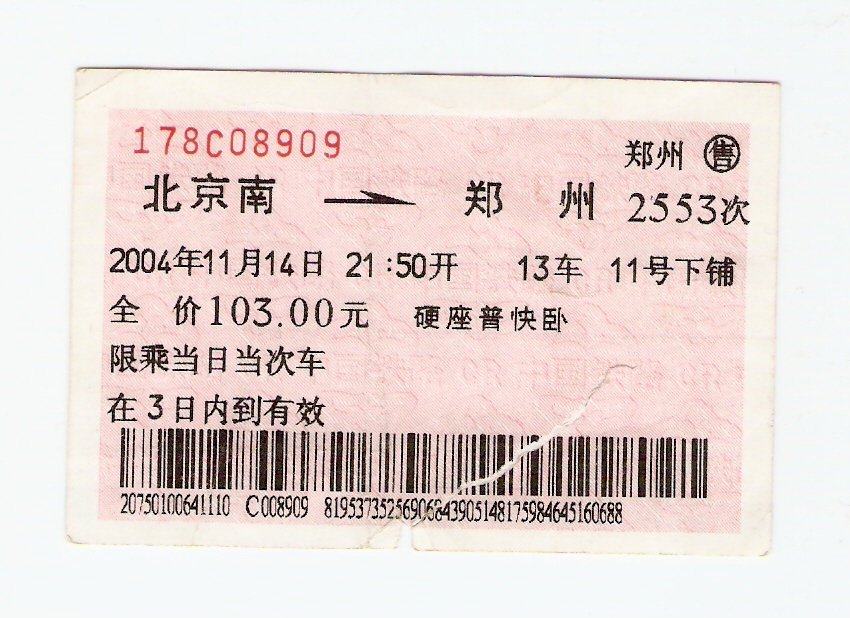 178C08909
郑州 售
北京南 → 郑州 2553次
2004年11月14日 21:50开 13车 11号下铺
全 价103.00元 硬座普快卧
限乘当日当次车
在3日内到有效
20750100641110 C008909 8195373525690684390514817598464516​0688